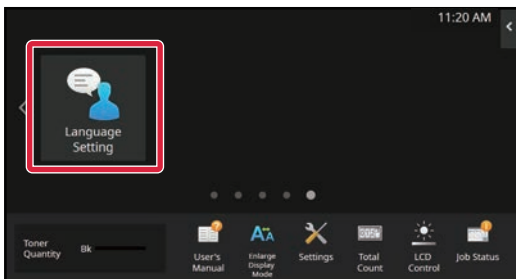 11:20 AM
Language
Setting
Toner
Quantity
Bk
User's
Manual
Enlarge
Display
Mode
Settings
Total
Count
LCD
Control
Job Status